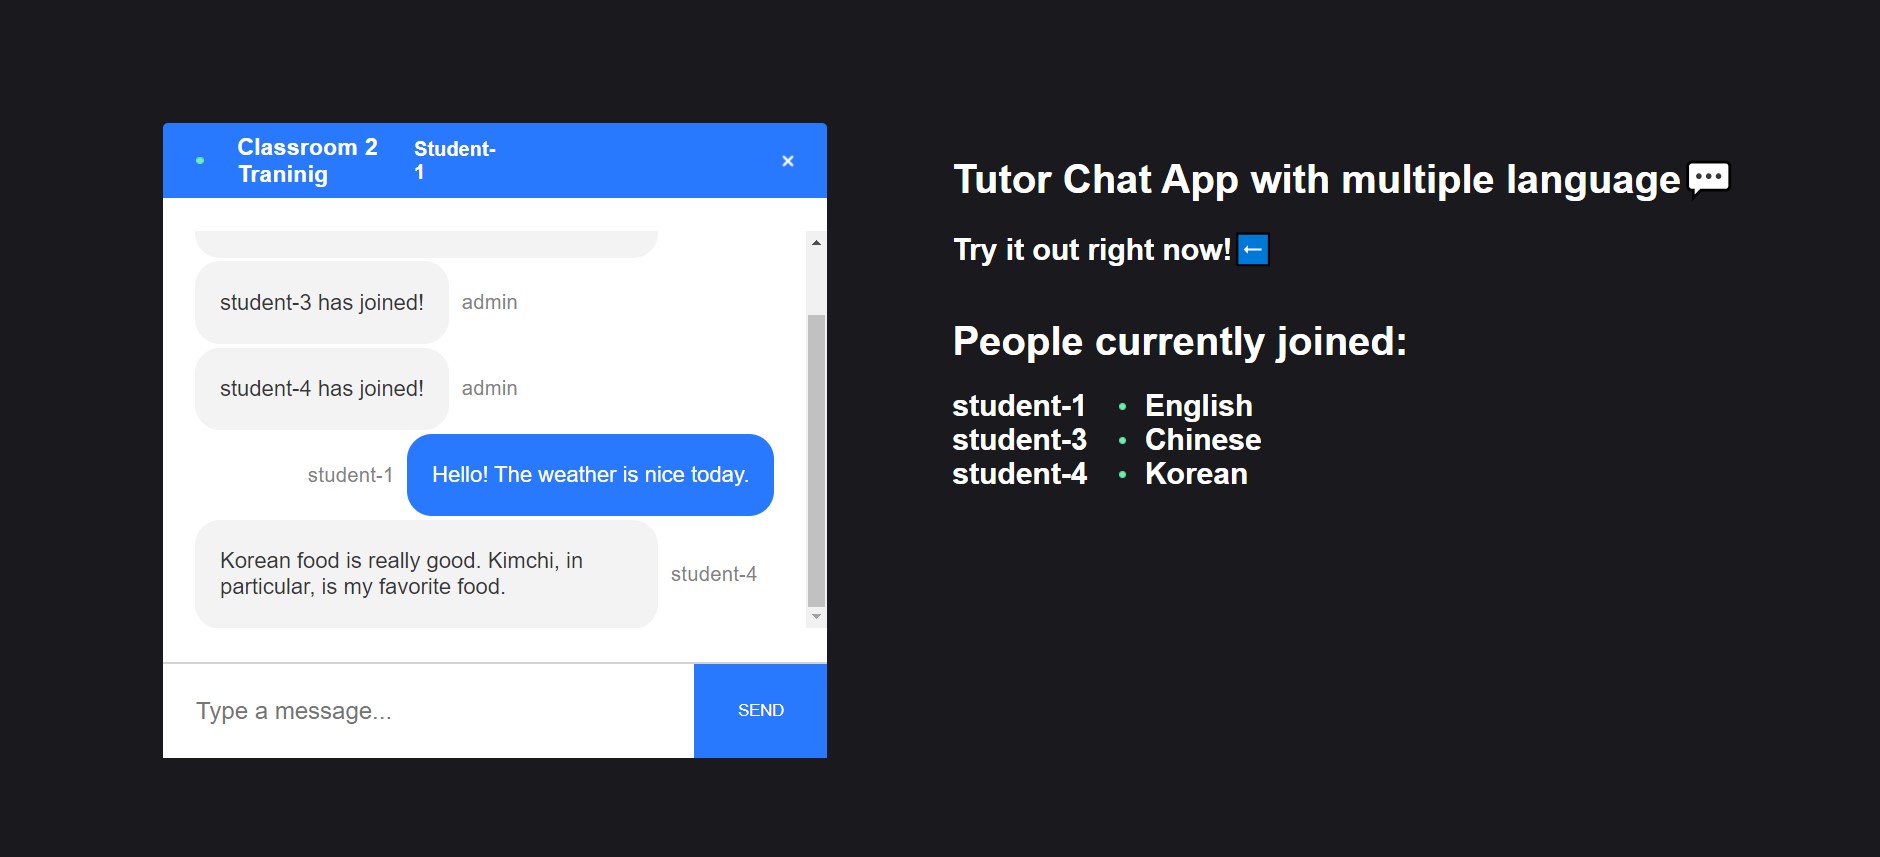 Classroom 2
Traninig
Student-
1
×
student-3 has joined!
admin
student-4 has joined!
admin
student-1
Hello! The weather is nice today.
Korean food is really good. Kimchi, in
particular, is my favorite food.
student-4
Type a message...
SEND
Tutor Chat App with multiple language
Try it out right now!
People currently joined:
student-1 • English
student-3 • Chinese
student-4 • Korean